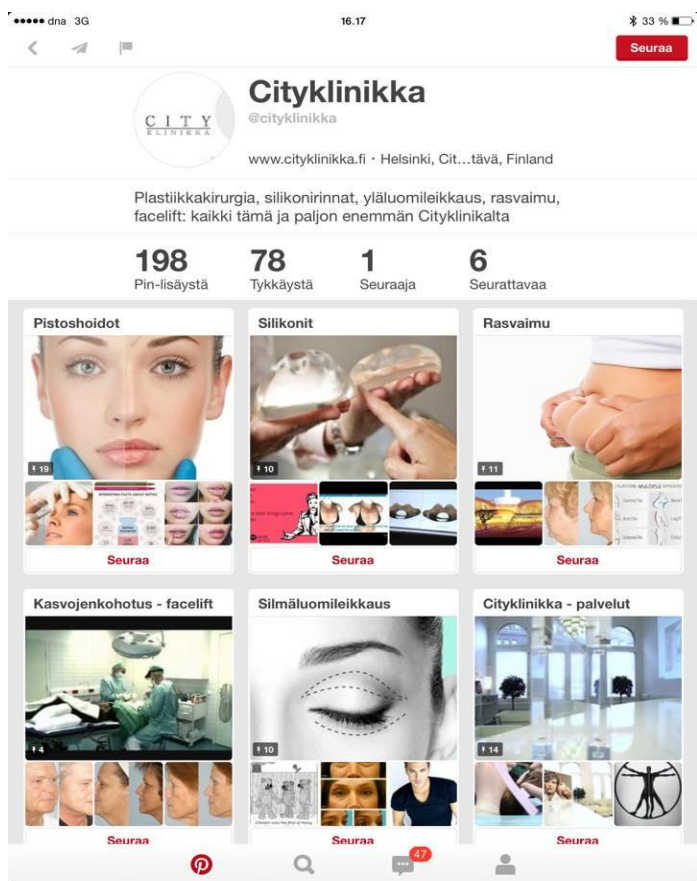 dna 3G
16.17
33 %
Seuraa
CITY
KLINIKKA
Cityklinikka
@cityklinikka
www.cityklinikka.fi · Helsinki, Cit…tävä, Finland
Plastiikkakirurgia, silikonirinnat, yläluomileikkaus, rasvaimu,
facelift: kaikki tämä ja paljon enemmän Cityklinikalta
198 78 1 6
Pin-lisäystä Tykkäystä Seuraaja Seurattavaa
Pistoshoidot
19
Seuraa
Silikonit
10
Seuraa
Rasvaimu
11
Seuraa
Kasvojenkohotus - facelift
4
Seuraa
Silmäluomileikkaus
10
Seuraa
Cityklinikka - palvelut
14
Seuraa
47